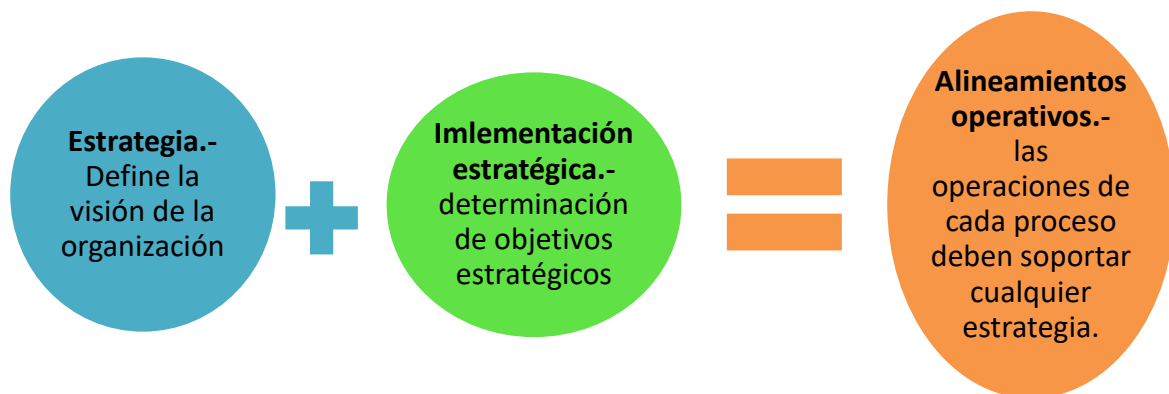 Estrategia.-
Define la
visión de la
organización
Imlementación
estratégica.-
determinación
de objetivos
estratégicos
Alineamientos
operativos.-
las
operaciones de
cada proceso
deben soportar
cualquier
estrategia.